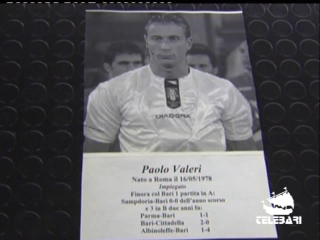 DIADORA
Paolo Valeri
Nato a Roma il 16/05/1978
Impiegato
Finora col Bari 1 partita in A:
Sampdoria-Bari 0-0 dell'anno scorso
e 3 in B due anni fa:
Parma-Bari 1-1
Bari-Cittadella 2-0
Albinoleffe-Bari 1-4
TELEBARI